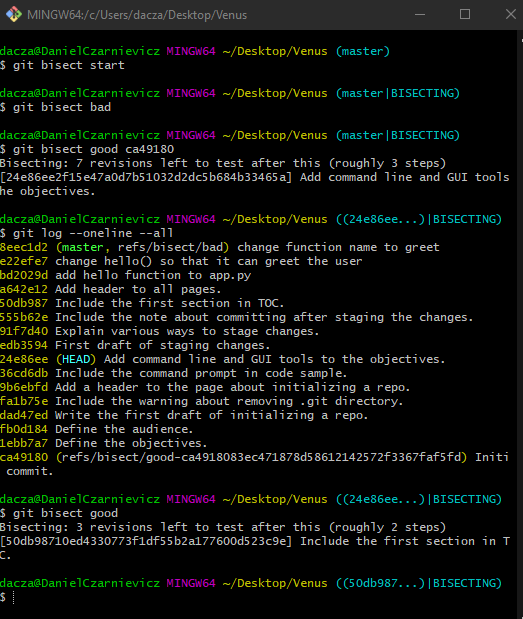 MINGW64:/c/Users/dacza/Desktop/Venus
dacza@DanielCzarnievicz MINGW64 ~/Desktop/Venus (master)
$ git bisect start
dacza@DanielCzarnievicz MINGW64 ~/Desktop/Venus (master|BISECTING)
$ git bisect bad
dacza@DanielCzarnievicz MINGW64 ~/Desktop/Venus (master|BISECTING)
$ git bisect good ca49180
Bisecting: 7 revisions left to test after this (roughly 3 steps)
[24e86ee2f15e47a0d7b51032d2dc5b684b33465a] Add command line and GUI tools
he objectives.
dacza@DanielCzarnievicz MINGW64 ~/Desktop/Venus ((24e86ee...)|BISECTING)
$ git log --oneline --all
8eec1d2 (master, refs/bisect/bad) change function name to greet
e22efe7 change hello() so that it can greet the user
bd2029d add hello function to app.py
a642e12 Add header to all pages.
50db987 Include the first section in TOC.
555b62e Include the note about committing after staging the changes.
91f7d40 Explain various ways to stage changes.
edb3594 First draft of staging changes.
24e86ee (HEAD) Add command line and GUI tools to the objectives.
36cd6db Include the command prompt in code sample.
9b6ebfd Add a header to the page about initializing a repo.
fa1b75e Include the warning about removing .git directory.
dad47ed Write the first draft of initializing a repo.
fb0d184 Define the audience.
1ebb7a7 Define the objectives.
ca49180 (refs/bisect/good-ca4918083ec471878d58612142572f3367faf5fd) Initi
commit.
dacza@DanielCzarnievicz MINGW64 ~/Desktop/Venus ((24e86ee...)|BISECTING)
$ git bisect good
Bisecting: 3 revisions left to test after this (roughly 2 steps)
[50db98710ed4330773f1df55b2a177600d523c9e] Include the first section in T
C.
dacza@DanielCzarnievicz MINGW64 ~/Desktop/Venus ((50db987...)|BISECTING)
$